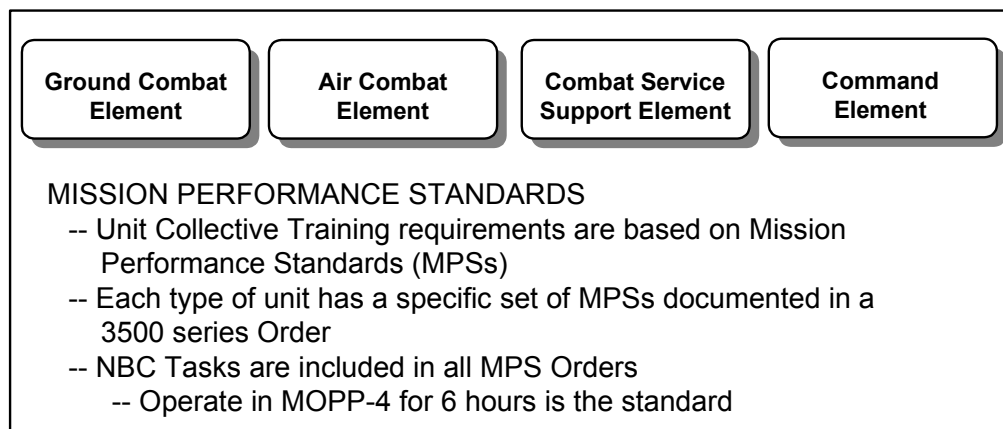 Ground Combat
Element
Air Combat
Element
Combat Service
Support Element
Command
Element
MISSION PERFORMANCE STANDARDS
-- Unit Collective Training requirements are based on Mission
Performance Standards (MPSs)
-- Each type of unit has a specific set of MPSs documented in a
3500 series Order
-- NBC Tasks are included in all MPS Orders
-- Operate in MOPP-4 for 6 hours is the standard